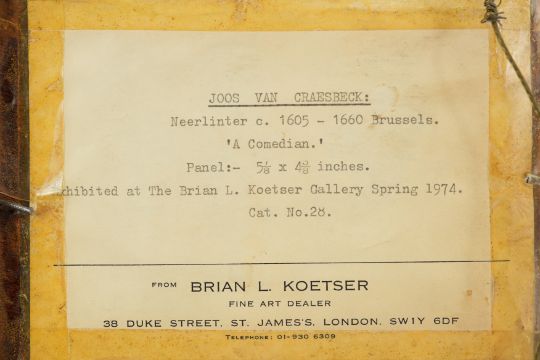 JOOS VAN CRAESBECK:
Neerlinter c. 1605 - 1660 Brussels.
'A Comedian.'
Panel:- 5⅛ x 4⅜ inches.
xhibited at The Brian L. Koetser Gallery Spring 1974.
Cat. No.28.
FROM BRIAN L. KOETSER
FINE ART DEALER
38 DUKE STREET, ST. JAMES'S, LONDON, SW1Y 6DF
TELEPHONE: 01-930 6309